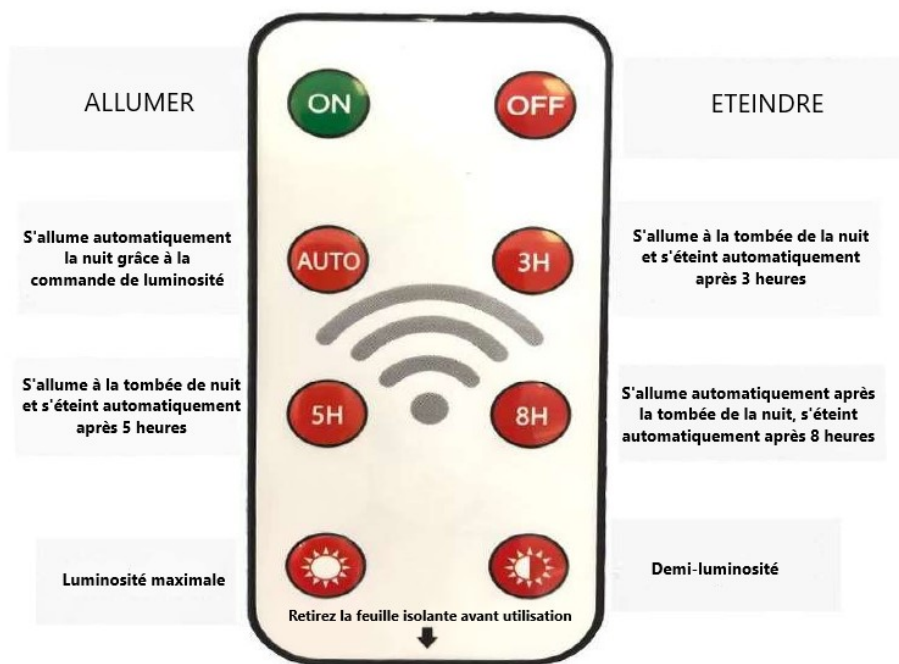 ALLUMER
ON
OFF
ETEINDRE
S'allume automatiquement
la nuit grâce à la
commande de luminosité
AUTO
3H
S'allume à la tombée de la nuit
et s'éteint automatiquement
après 3 heures
S'allume à la tombée de nuit
et s'éteint automatiquement
après 5 heures
5H
8H
S'allume automatiquement après
la tombée de la nuit, s'éteint
automatiquement après 8 heures
Luminosité maximale
Demi-luminosité
Retirez la feuille isolante avant utilisation